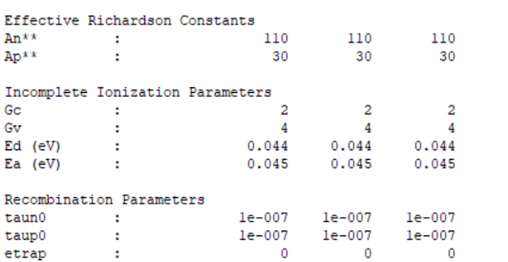 Effective Richardson Constants
An** : 110 110 110
Ap** : 30 30 30
Incomplete Ionization Parameters
Gc : 2 2 2
Gv : 4 4 4
Ed (eV) : 0.044 0.044 0.044
Ea (eV) : 0.045 0.045 0.045
Recombination Parameters
taun0 : 1e-007 1e-007 1e-007
taup0 : 1e-007 1e-007 1e-007
etrap : 0 0 0